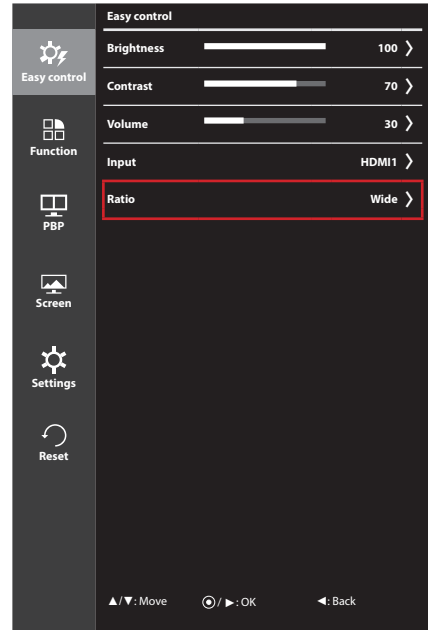 Easy control
Easy control
Function
PBP
Screen
Settings
Reset
Brightness 100
Contrast 70
Volume 30
Input HDMI1
Ratio Wide
▲/▼: Move ⦿/ ►: OK ◄: Back